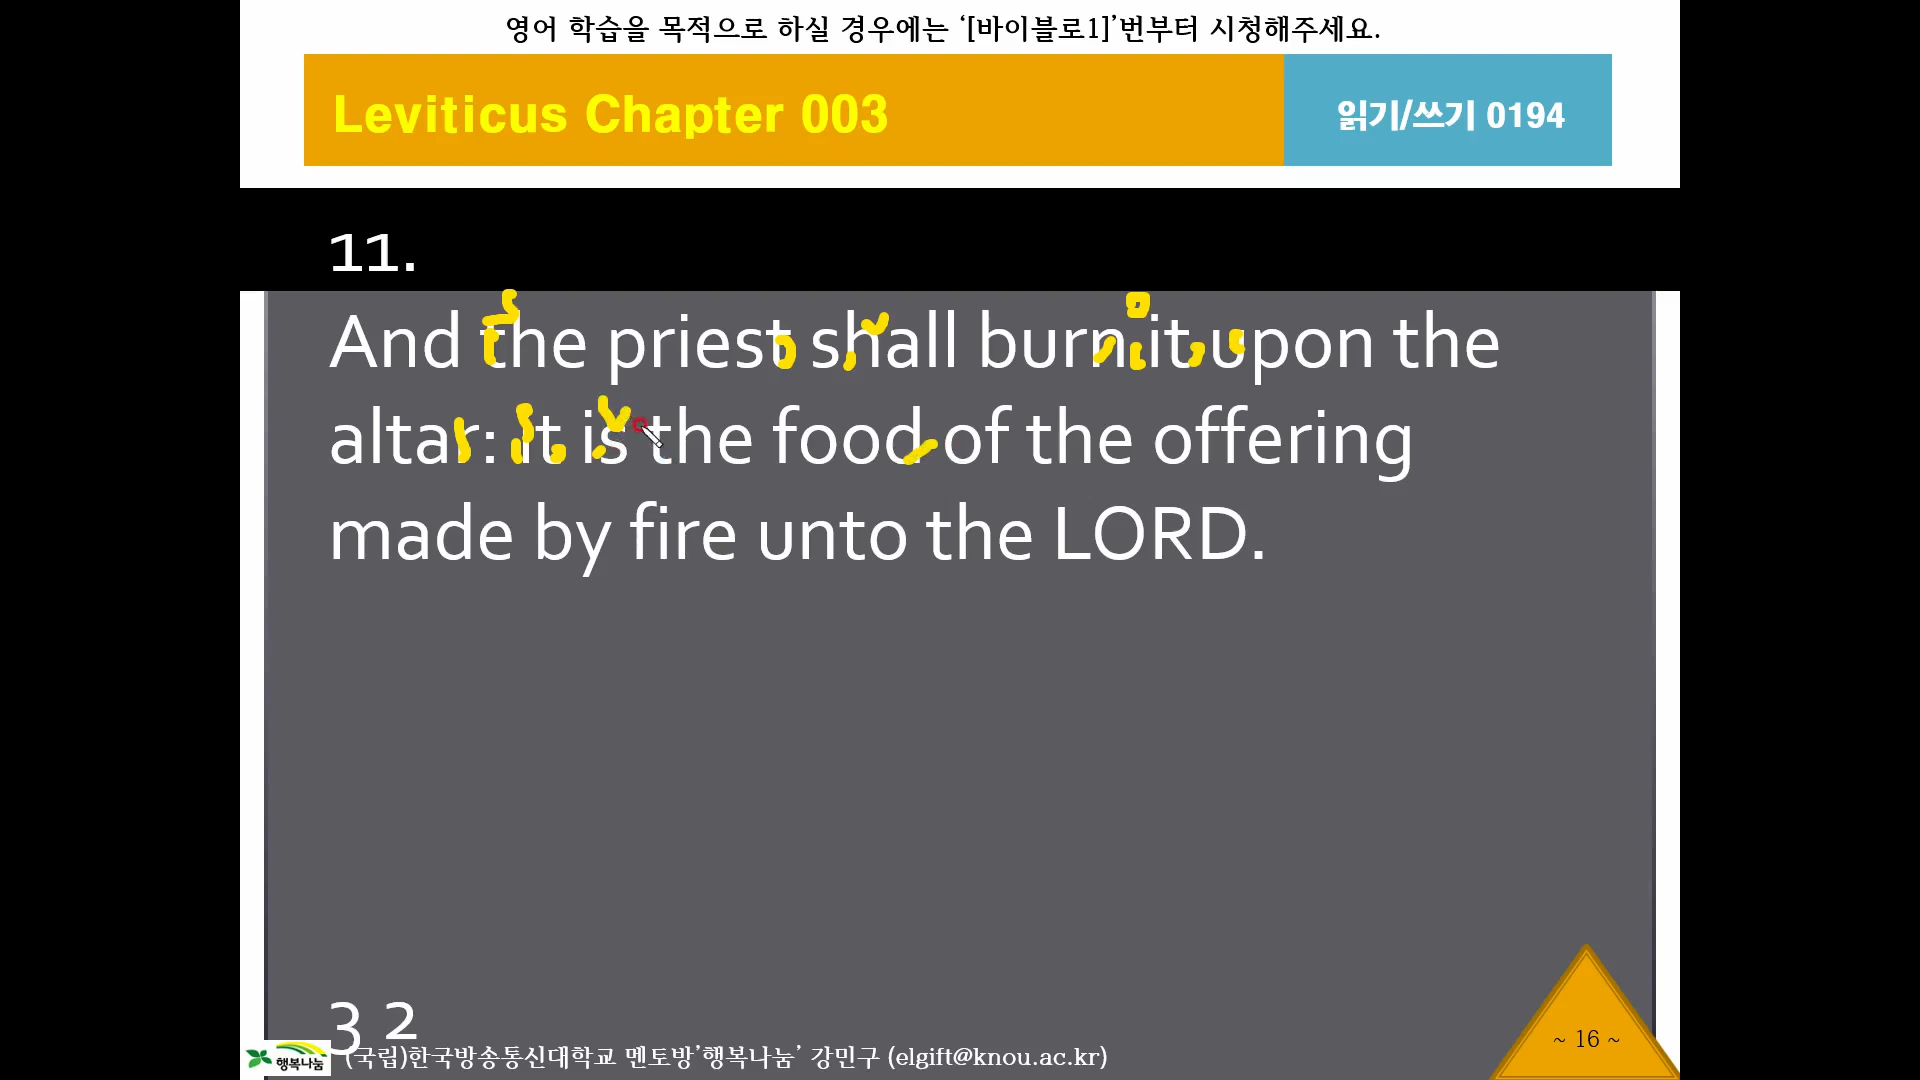 영어 학습을 목적으로 하실 경우에는 ‘[바이블로1]’번부터 시청해주세요.
Leviticus Chapter 003
읽기/쓰기 0194
11.
And the priest shall burn it upon the
altar: it is the food of the offering
made by fire unto the LORD.
3 2
~ 16 ~
행복나눔
(국립)한국방송통신대학교 멘토방’행복나눔’ 강민구 (elgift@knou.ac.kr)